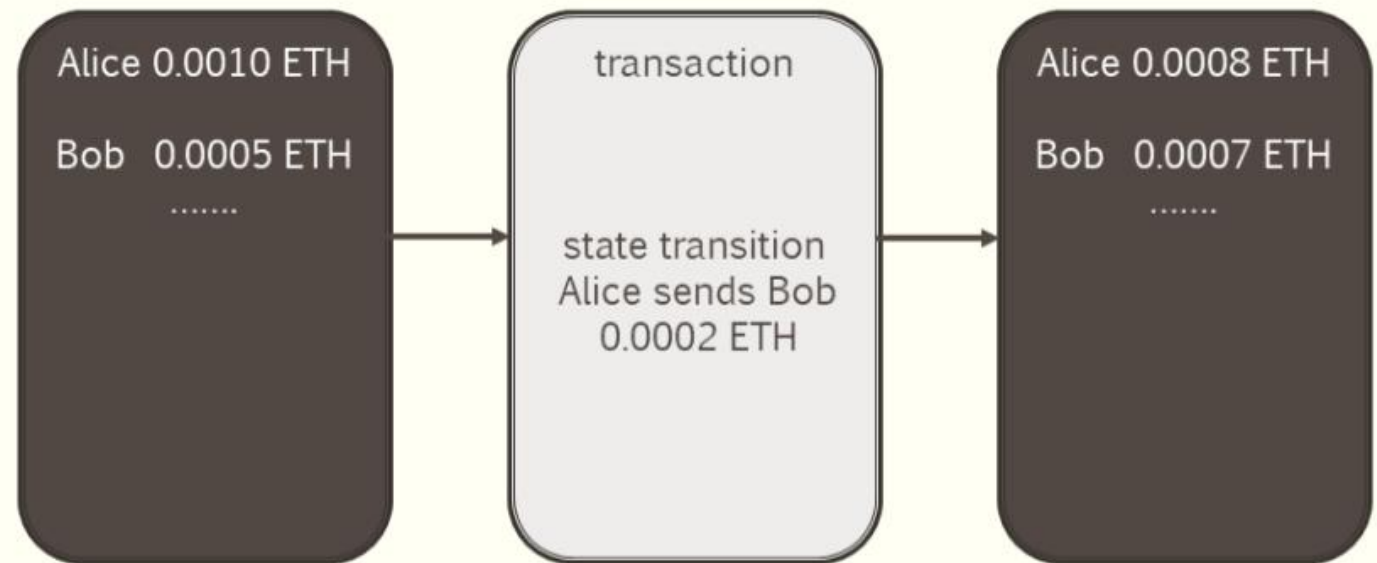 Alice 0.0010 ETH
Bob 0.0005 ETH
.......
transaction
state transition
Alice sends Bob
0.0002 ETH
Alice 0.0008 ETH
Bob 0.0007 ETH
.......